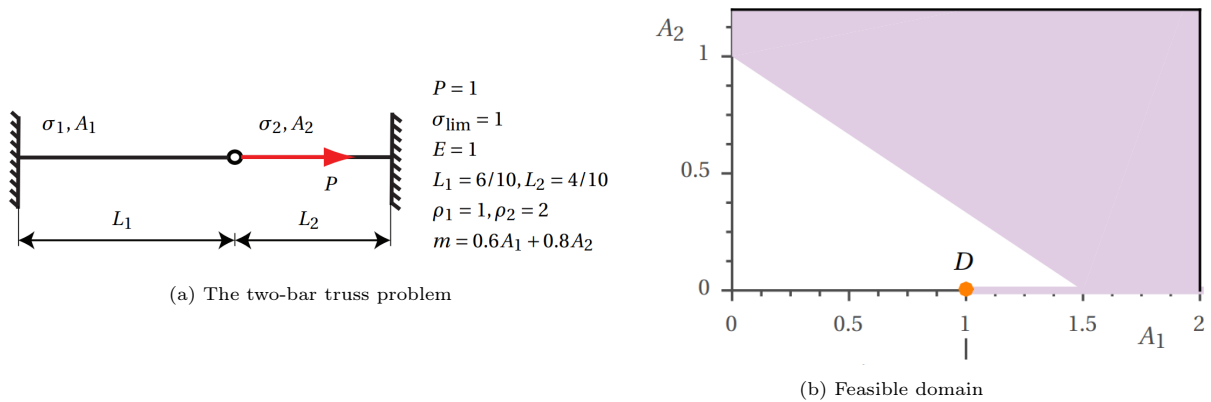 σ₁, A₁
σ₂, A₂
P
L₁
L₂
P = 1
σ_lim = 1
E = 1
L₁ = 6/10, L₂ = 4/10
ρ₁ = 1, ρ₂ = 2
m = 0.6A₁ + 0.8A₂
(a) The two-bar truss problem
A₂
1
0.5
0
D
0 0.5 1 1.5 2
A₁
(b) Feasible domain